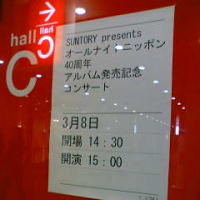 hall
C
SUNTORY presents
オールナイトニッポン
40周年
アルバム発売記念
コンサート
3月8日
開場 14：30
開演 15：00